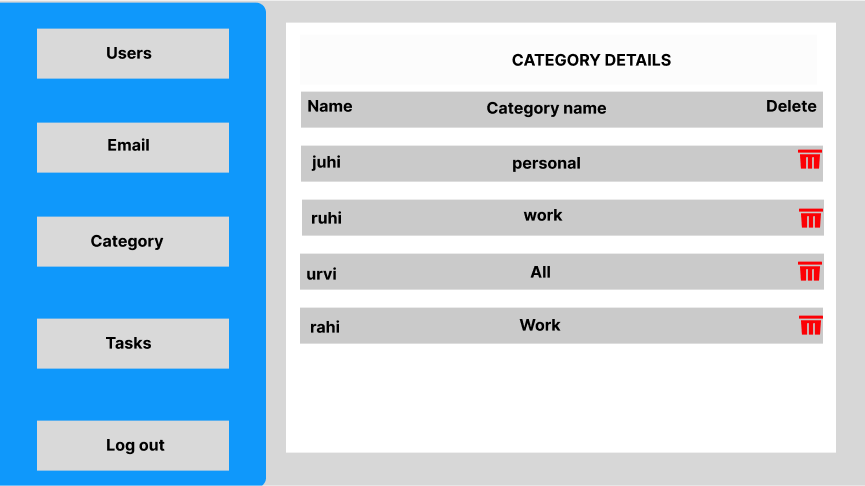 Users
Email
Category
Tasks
Log out
CATEGORY DETAILS
Name Category name Delete
juhi personal
ruhi work
urvi All
rahi Work